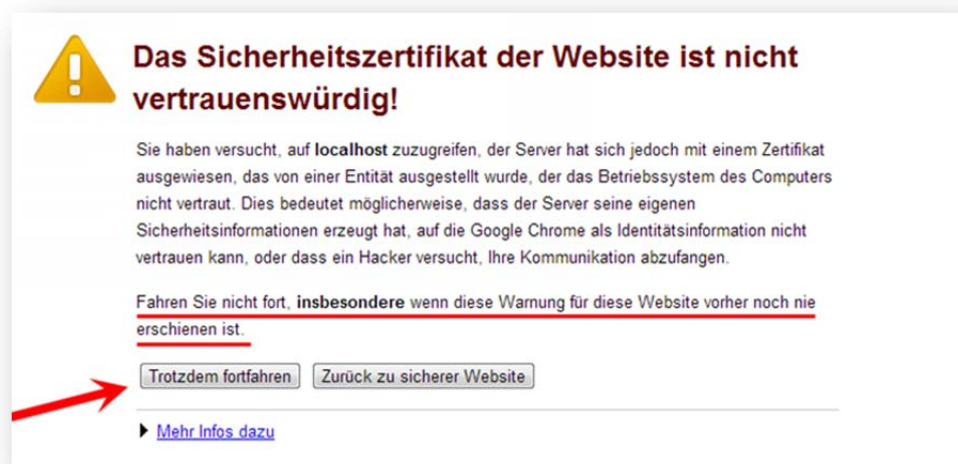 Das Sicherheitszertifikat der Website ist nicht
vertrauenswürdig!
Sie haben versucht, auf localhost zuzugreifen, der Server hat sich jedoch mit einem Zertifikat
ausgewiesen, das von einer Entität ausgestellt wurde, der das Betriebssystem des Computers
nicht vertraut. Dies bedeutet möglicherweise, dass der Server seine eigenen
Sicherheitsinformationen erzeugt hat, auf die Google Chrome als Identitätsinformation nicht
vertrauen kann, oder dass ein Hacker versucht, Ihre Kommunikation abzufangen.
Fahren Sie nicht fort, insbesondere wenn diese Warnung für diese Website vorher noch nie
erschienen ist.
Trotzdem fortfahren Zurück zu sicherer Website
Mehr Infos dazu